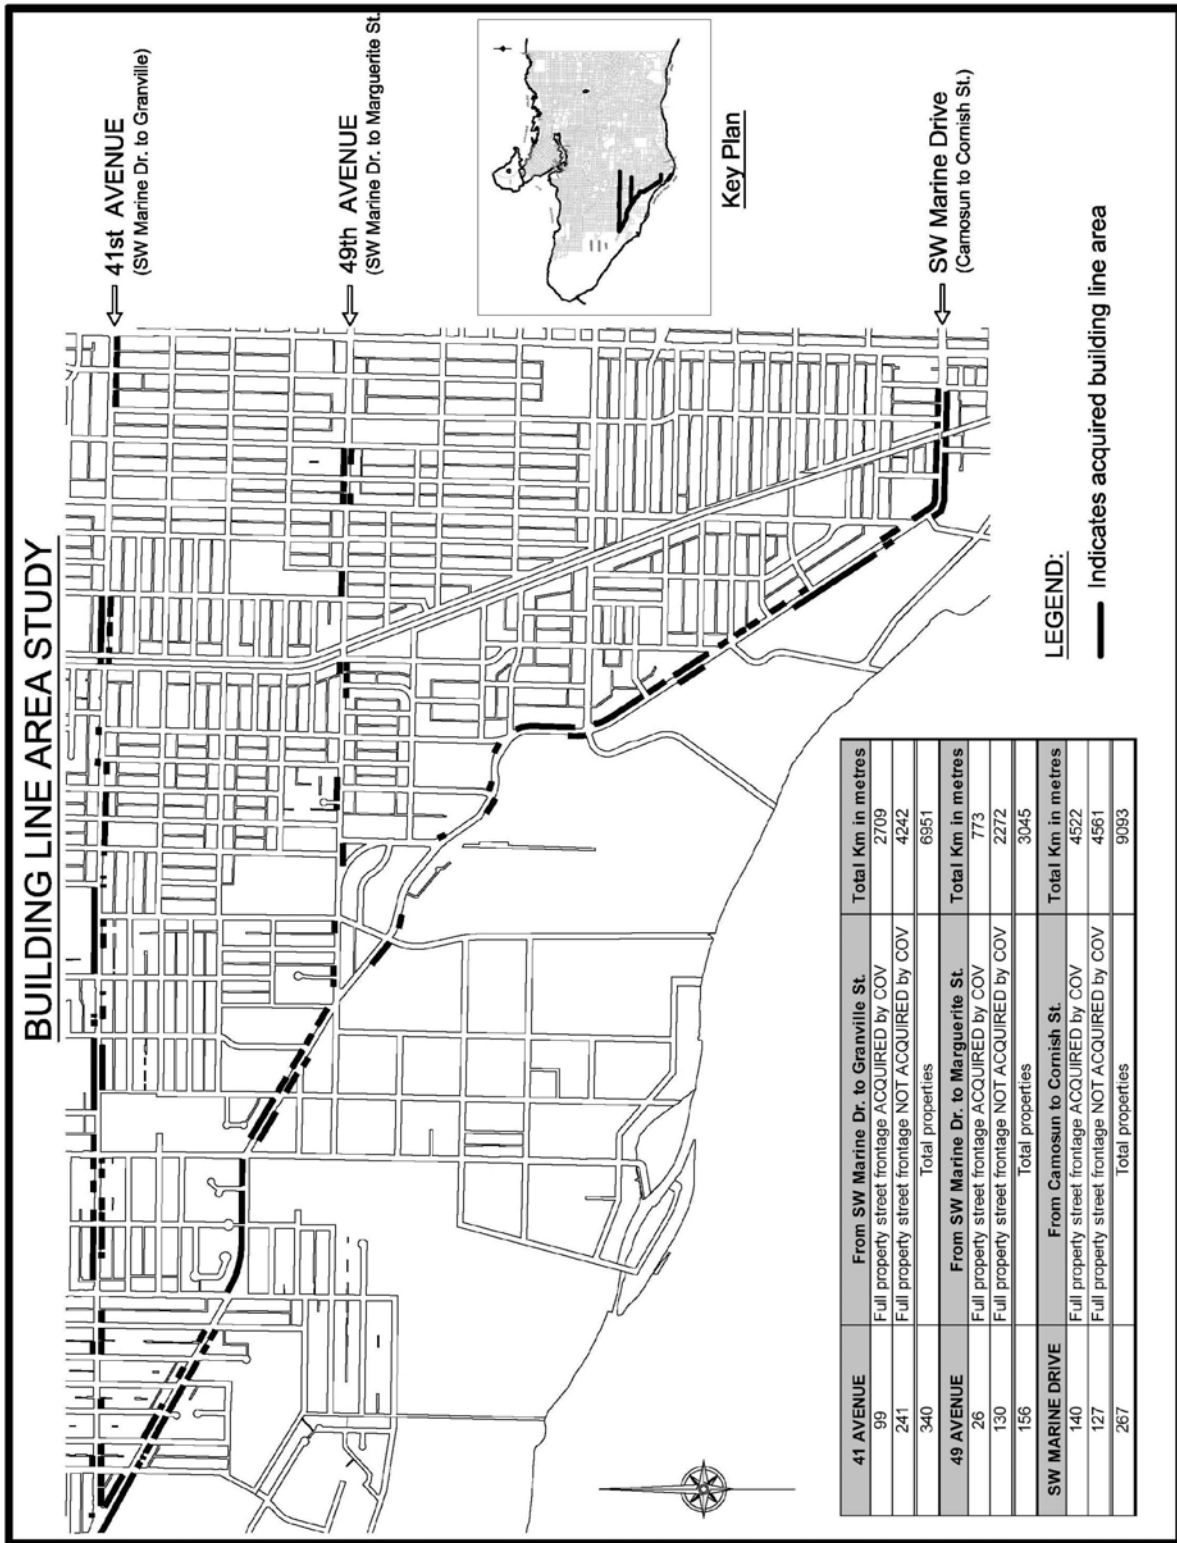 BUILDING LINE AREA STUDY
41st AVENUE
(SW Marine Dr. to Granville)
49th AVENUE
(SW Marine Dr. to Marguerite St.
Key Plan
SW Marine Drive
(Camosun to Cornish St.)
LEGEND:
Indicates acquired building line area
41 AVENUE From SW Marine Dr. to Granville St. Total Km in metres
99 Full property street frontage ACQUIRED by COV 2709
241 Full property street frontage NOT ACQUIRED by COV 4242
340 Total properties 6951
49 AVENUE From SW Marine Dr. to Marguerite St. Total Km in metres
26 Full property street frontage ACQUIRED by COV 773
130 Full property street frontage NOT ACQUIRED by COV 2272
156 Total properties 3045
SW MARINE DRIVE From Camosun to Cornish St. Total Km in metres
140 Full property street frontage ACQUIRED by COV 4522
127 Full property street frontage NOT ACQUIRED by COV 4561
267 Total properties 9093